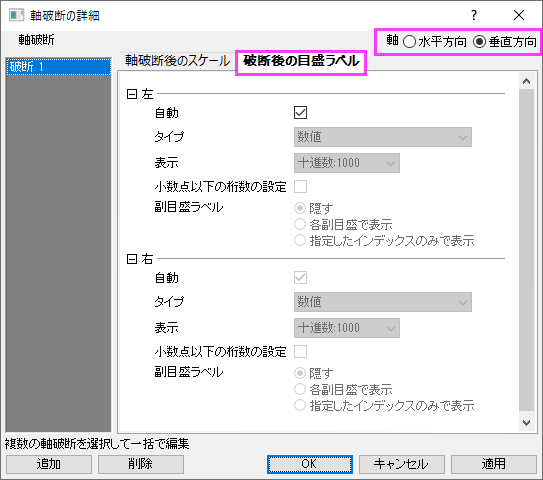 軸破断の詳細
軸破断
軸 水平方向 垂直方向
破断 1
軸破断後のスケール 破断後の目盛ラベル
左
自動
タイプ 数値
表示 十進数:1000
小数点以下の桁数の設定
副目盛ラベル 隠す
各副目盛で表示
指定したインデックスのみで表示
右
自動
タイプ 数値
表示 十進数:1000
小数点以下の桁数の設定
副目盛ラベル 隠す
各副目盛で表示
指定したインデックスのみで表示
複数の軸破断を選択して一括で編集
追加 削除 OK キャンセル 適用